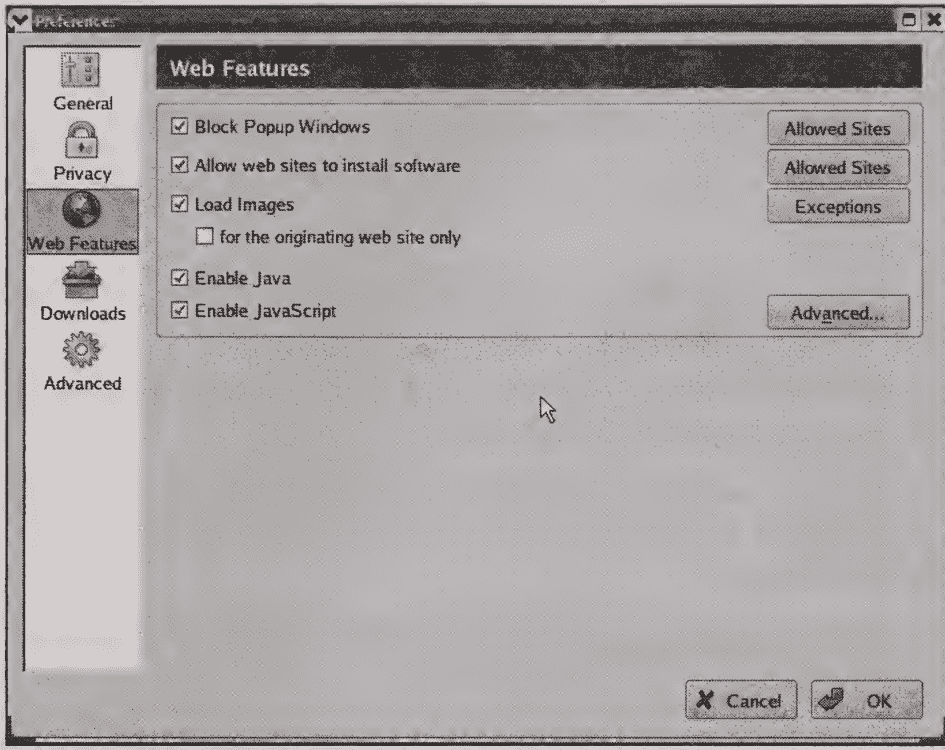 Preferences
Web Features
General
Privacy
Web Features
Downloads
Advanced
Block Popup Windows
Allowed Sites
Allow web sites to install software
Allowed Sites
Load Images
Exceptions
for the originating web site only
Enable Java
Enable JavaScript
Advanced...
Cancel
OK